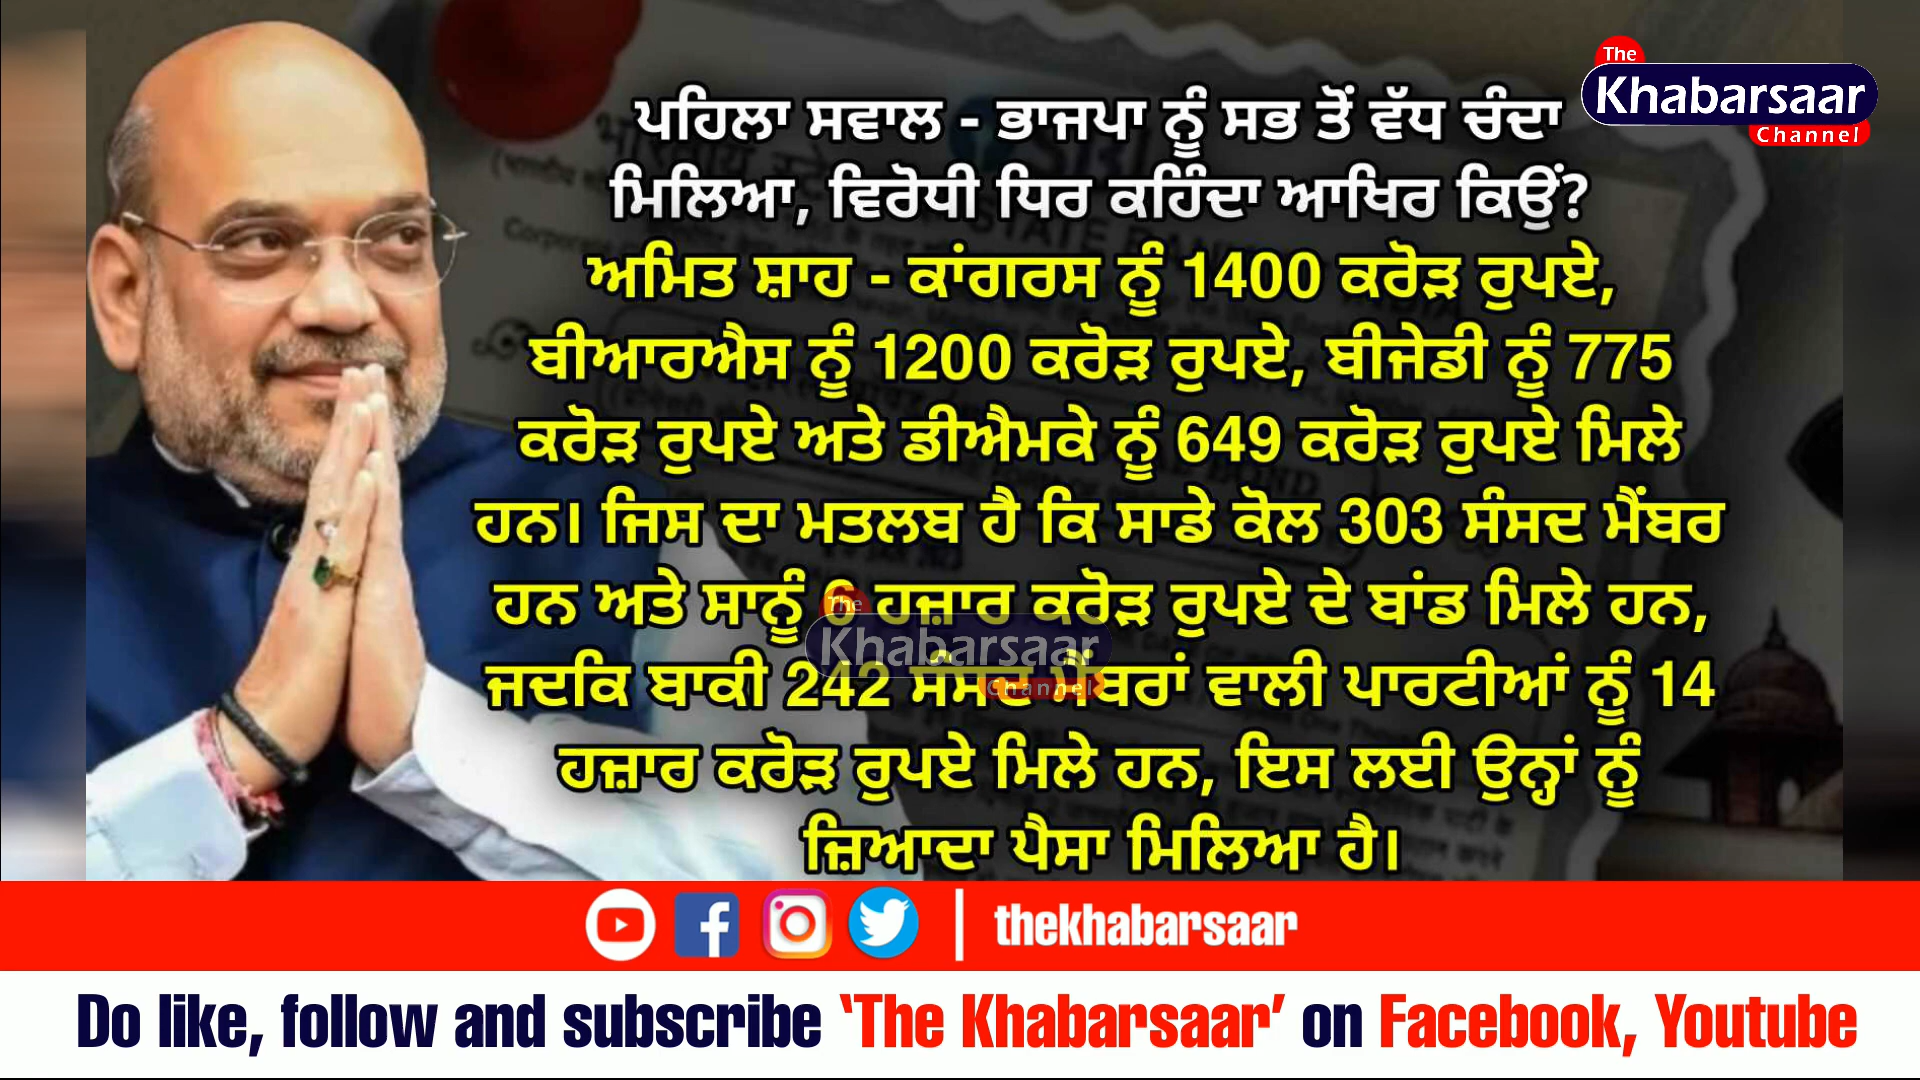 The
Khabarsaar
Channel
ਪਹਿਲਾ ਸਵਾਲ - ਭਾਜਪਾ ਨੂੰ ਸਭ ਤੋਂ ਵੱਧ ਚੰਦਾ
ਮਿਲਿਆ, ਵਿਰੋਧੀ ਧਿਰ ਕਹਿੰਦਾ ਆਖਿਰ ਕਿਉਂ?
ਅਮਿਤ ਸ਼ਾਹ - ਕਾਂਗਰਸ ਨੂੰ 1400 ਕਰੋੜ ਰੁਪਏ,
ਬੀਆਰਐਸ ਨੂੰ 1200 ਕਰੋੜ ਰੁਪਏ, ਬੀਜੇਡੀ ਨੂੰ 775
ਕਰੋੜ ਰੁਪਏ ਅਤੇ ਡੀਐਮਕੇ ਨੂੰ 649 ਕਰੋੜ ਰੁਪਏ ਮਿਲੇ
ਹਨ। ਜਿਸ ਦਾ ਮਤਲਬ ਹੈ ਕਿ ਸਾਡੇ ਕੋਲ 303 ਸੰਸਦ ਮੈਂਬਰ
ਹਨ ਅਤੇ ਸਾਨੂੰ 6 ਹਜ਼ਾਰ ਕਰੋੜ ਰੁਪਏ ਦੇ ਬਾਂਡ ਮਿਲੇ ਹਨ,
ਜਦਕਿ ਬਾਕੀ 242 ਸੰਸਦ ਮੈਂਬਰਾਂ ਵਾਲੀ ਪਾਰਟੀਆਂ ਨੂੰ 14
ਹਜ਼ਾਰ ਕਰੋੜ ਰੁਪਏ ਮਿਲੇ ਹਨ, ਇਸ ਲਈ ਉਨ੍ਹਾਂ ਨੂੰ
ਜ਼ਿਆਦਾ ਪੈਸਾ ਮਿਲਿਆ ਹੈ।
The
Khabarsaar
Channel
thekhabarsaar
Do like, follow and subscribe ‘The Khabarsaar’ on Facebook, Youtube